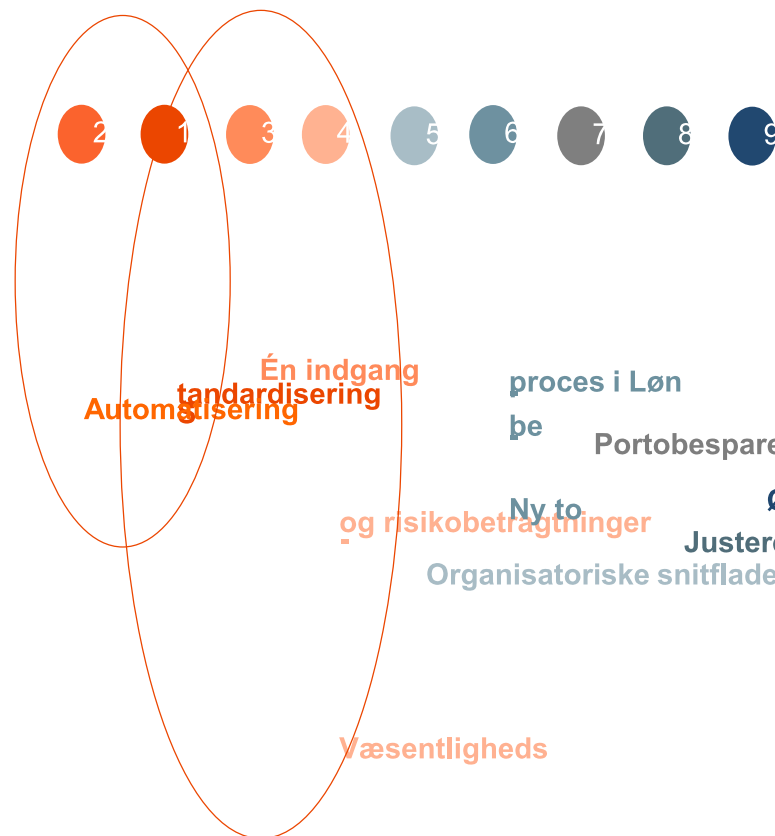 2 1 3 4 5 6 7 8 9
Én indgang
proces i Løn
-
tandardisering
s
Automatisering
be
-
Portobespare
Ø
Ny to
og risikobetragtninger
-
Justere
Organisatoriske snitflade
Væsentligheds